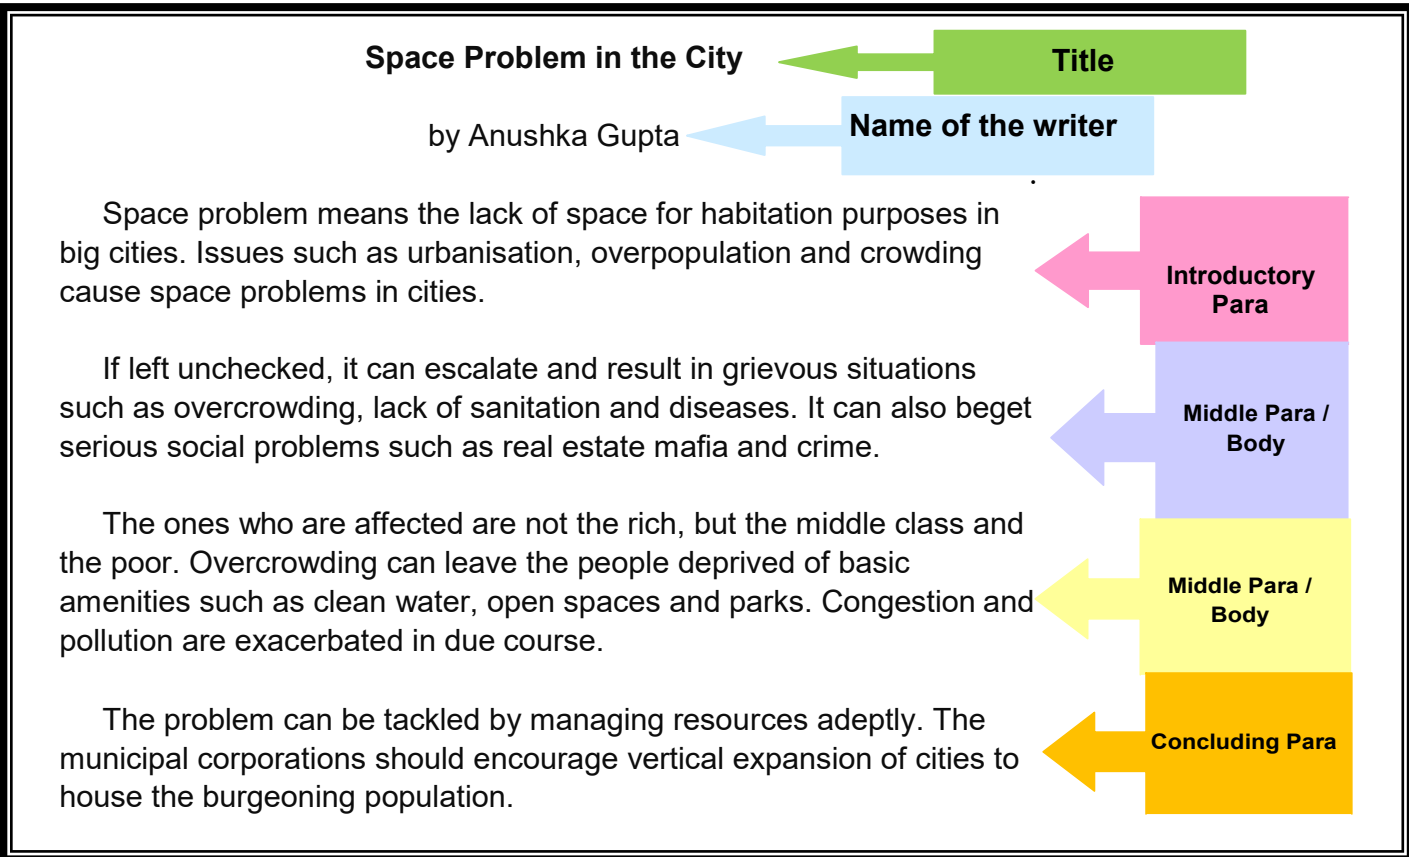 Space Problem in the City
Title
by Anushka Gupta
Name of the writer
.
Space problem means the lack of space for habitation purposes in
big cities. Issues such as urbanisation, overpopulation and crowding
cause space problems in cities.
Introductory
Para
If left unchecked, it can escalate and result in grievous situations
such as overcrowding, lack of sanitation and diseases. It can also beget
serious social problems such as real estate mafia and crime.
Middle Para /
Body
The ones who are affected are not the rich, but the middle class and
the poor. Overcrowding can leave the people deprived of basic
amenities such as clean water, open spaces and parks. Congestion and
pollution are exacerbated in due course.
Middle Para /
Body
The problem can be tackled by managing resources adeptly. The
municipal corporations should encourage vertical expansion of cities to
house the burgeoning population.
Concluding Para